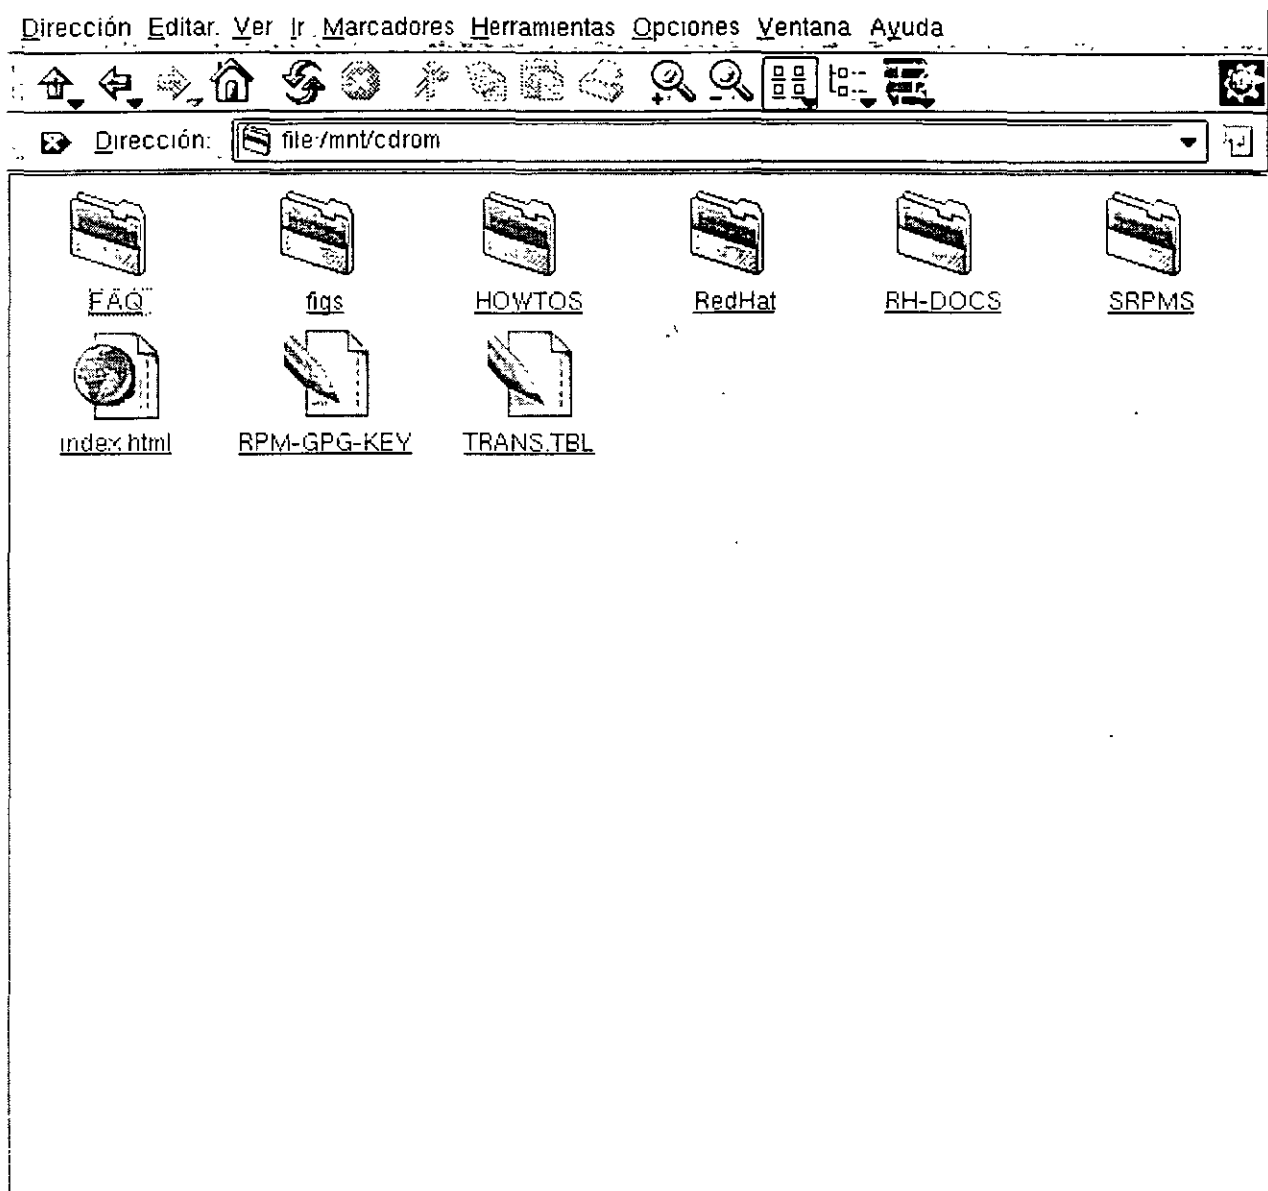 Dirección Editar Ver Ir Marcadores Herramientas Opciones Ventana Ayuda
Dirección: file:/mnt/cdrom
FAQ figs HOWTOS RedHat RH-DOCS SRPMS
index.html RPM-GPG-KEY TRANS.TBL